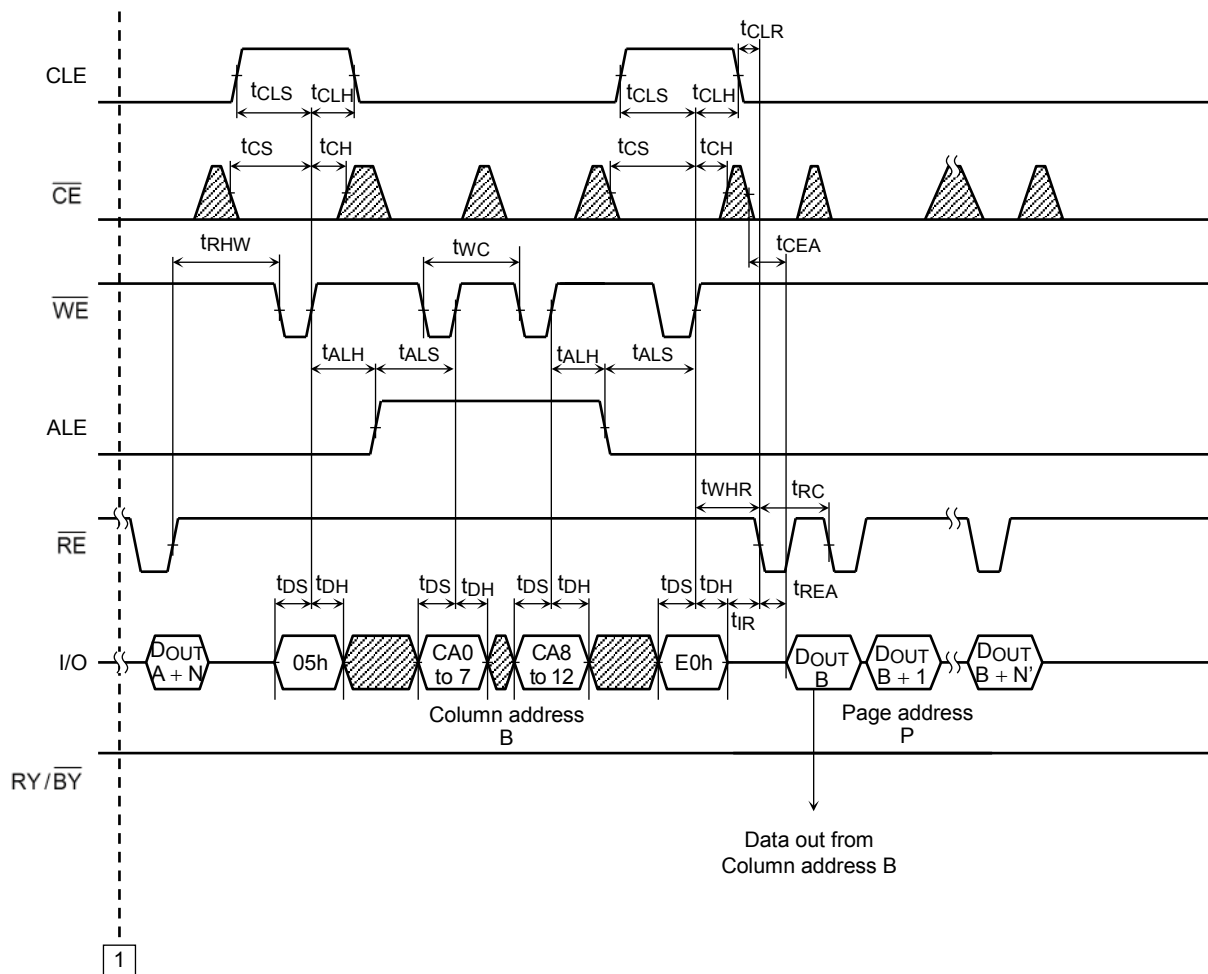 tCLR
CLE
tCLS tCLH tCLS tCLH
tCS tCH tCS tCH
CE
tRHW tWC tCEA
WE
tALH tALS tALH tALS
ALE
tWHR tRC
RE
tDS tDH tDS tDH tDS tDH tDS tDH tREA
tIR
I/O
DOUT
A + N
05h
CA0
to 7
CA8
to 12
E0h
DOUT
B
DOUT
B + 1
DOUT
B + N’
Column address
B
Page address
P
RY/BY
Data out from
Column address B
1